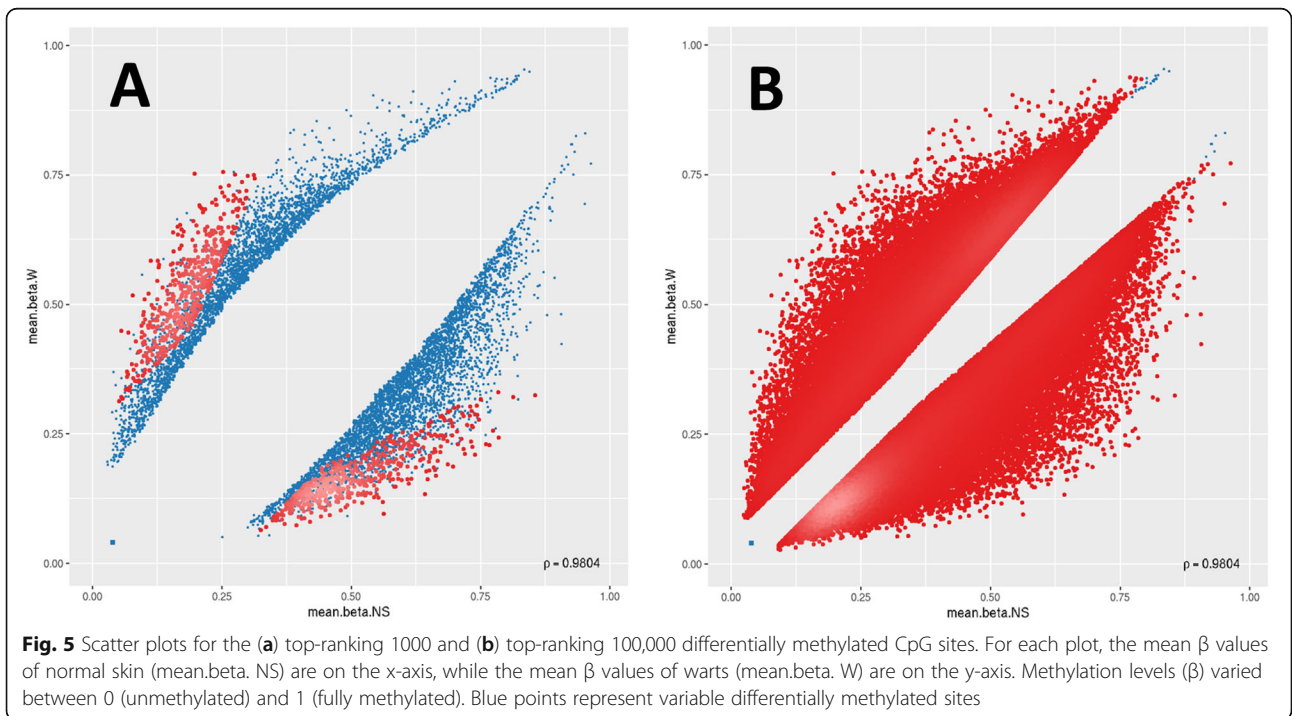 A
1.00
0.75
0.50
0.25
0.00
mean.beta.W
0.00
0.25
0.50
0.75
1.00
mean.beta.NS
ρ = 0.9804
B
1.00
0.75
0.50
0.25
0.00
mean.beta.W
0.00
0.25
0.50
0.75
1.00
mean.beta.NS
ρ = 0.9804
Fig. 5 Scatter plots for the (a) top-ranking 1000 and (b) top-ranking 100,000 differentially methylated CpG sites. For each plot, the mean β values
of normal skin (mean.beta. NS) are on the x-axis, while the mean β values of warts (mean.beta. W) are on the y-axis. Methylation levels (β) varied
between 0 (unmethylated) and 1 (fully methylated). Blue points represent variable differentially methylated sites